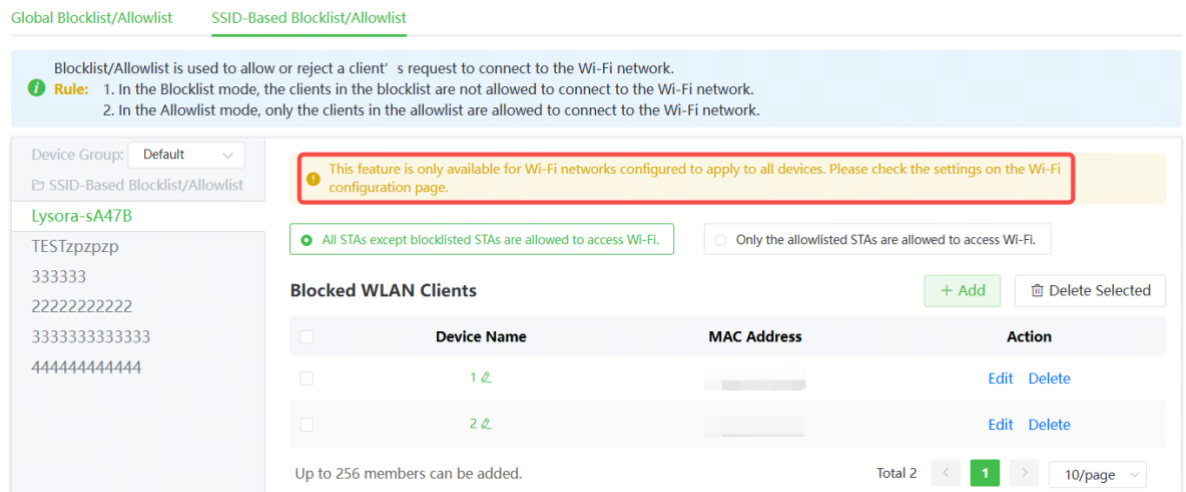 Global Blocklist/Allowlist SSID-Based Blocklist/Allowlist
Blocklist/Allowlist is used to allow or reject a client' s request to connect to the Wi-Fi network.
Rule: 1. In the Blocklist mode, the clients in the blocklist are not allowed to connect to the Wi-Fi network.
2. In the Allowlist mode, only the clients in the allowlist are allowed to connect to the Wi-Fi network.
Device Group: Default
SSID-Based Blocklist/Allowlist
Lysora-sA47B
TESTzpzpzp
333333
22222222222
3333333333333
444444444444
This feature is only available for Wi-Fi networks configured to apply to all devices. Please check the settings on the Wi-Fi
configuration page.
All STAs except blocklisted STAs are allowed to access Wi-Fi. Only the allowlisted STAs are allowed to access Wi-Fi.
Blocked WLAN Clients + Add Delete Selected
Device Name MAC Address Action
1 Edit Delete
2 Edit Delete
Up to 256 members can be added. Total 2 < 1 > 10/page